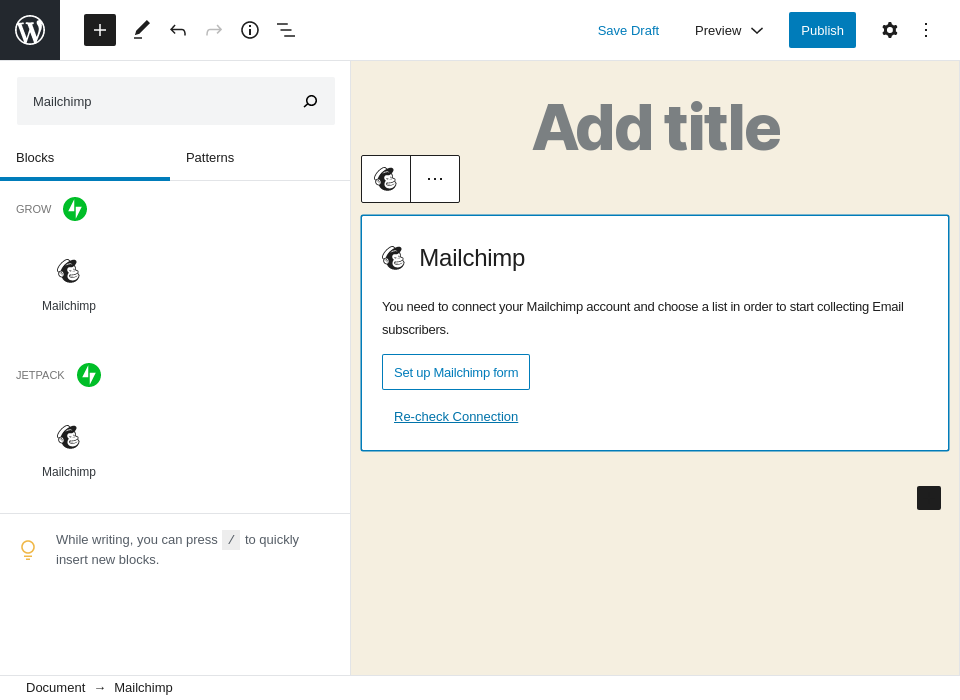 Save Draft
Preview
Publish
Mailchimp
Blocks
Patterns
GROW
Mailchimp
JETPACK
Mailchimp
While writing, you can press / to quickly
insert new blocks.
Add title
Mailchimp
You need to connect your Mailchimp account and choose a list in order to start collecting Email
subscribers.
Set up Mailchimp form
Re-check Connection
Document → Mailchimp